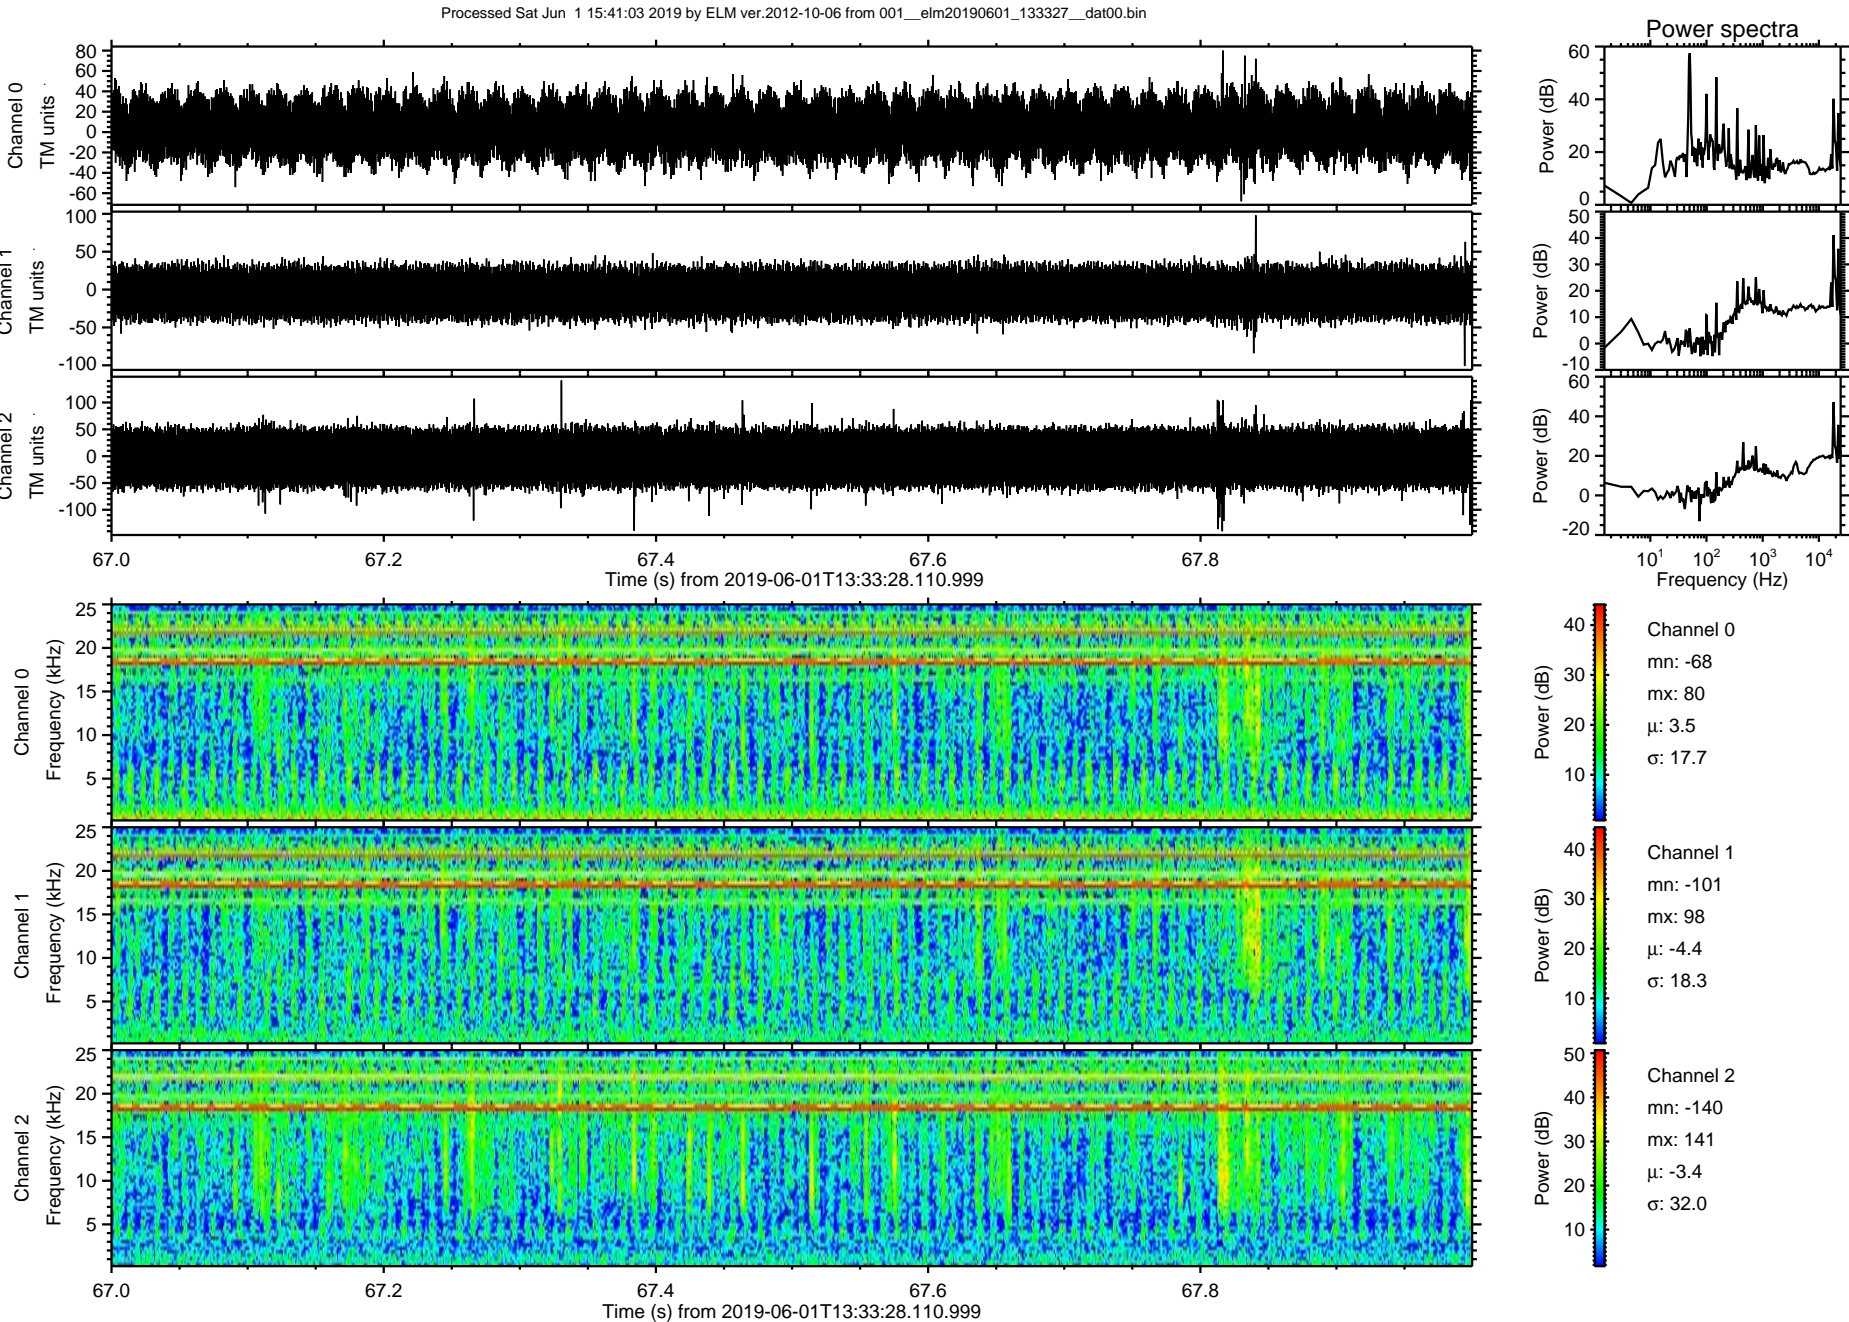 Processed Sat Jun  1 15:41:03 2019 by ELM ver.2012-10-06 from 001__elm20190601_133327__dat00.bin
Power spectra
Channel 0
TM units
80
60
40
20
0
-20
-40
-60
Power (dB)
60
40
20
0
Channel 1
TM units
100
50
0
-50
-100
Power (dB)
50
40
30
20
10
0
-10
Channel 2
TM units
100
50
0
-50
-100
Power (dB)
60
40
20
0
-20
67.0 67.2 67.4 67.6 67.8
Time (s) from 2019-06-01T13:33:28.110.999
10^1 10^2 10^3 10^4
Frequency (Hz)
Channel 0
Frequency (kHz)
25
20
15
10
5
Power (dB)
40
30
20
10
Channel 0
mn: -68
mx: 80
μ: 3.5
σ: 17.7
Channel 1
Frequency (kHz)
25
20
15
10
5
Power (dB)
40
30
20
10
Channel 1
mn: -101
mx: 98
μ: -4.4
σ: 18.3
Channel 2
Frequency (kHz)
25
20
15
10
5
Power (dB)
50
40
30
20
10
Channel 2
mn: -140
mx: 141
μ: -3.4
σ: 32.0
67.0 67.2 67.4 67.6 67.8
Time (s) from 2019-06-01T13:33:28.110.999